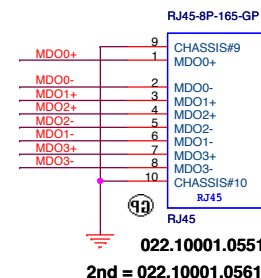 RJ45-8P-165-GP
9 CHASSIS#9
MDO0+ 1 MDO0+
MDO0- 2 MDO0-
MDO1+ 3 MDO1+
MDO2+ 4 MDO2+
MDO2- 5 MDO2-
MDO1- 6 MDO1-
MDO3+ 7 MDO3+
MDO3- 8 MDO3-
10 CHASSIS#10
RJ45
RJ45
022.10001.0551
2nd = 022.10001.0561